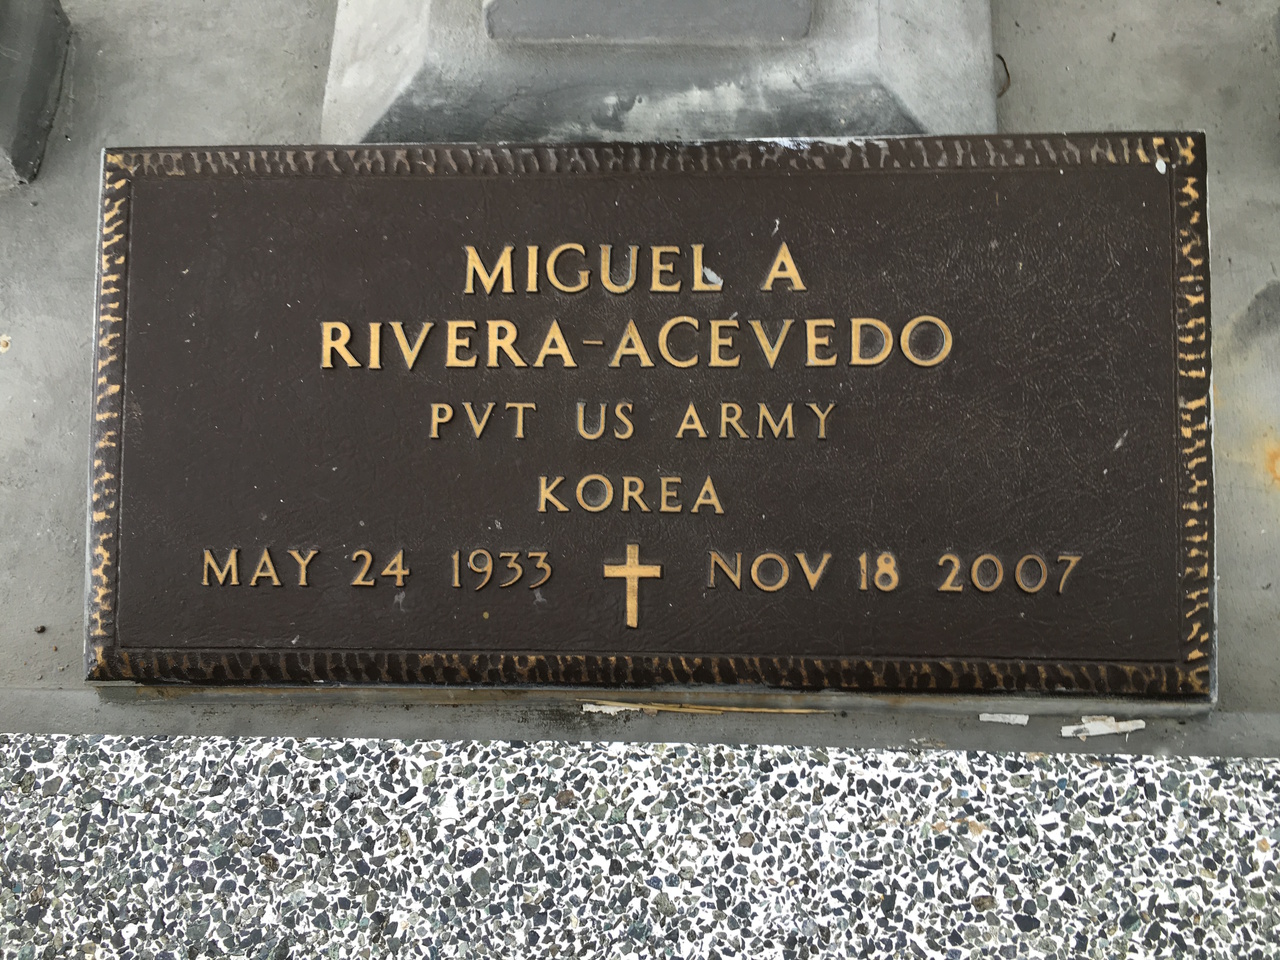 MIGUEL A
RIVERA-ACEVEDO
PVT US ARMY
KOREA
MAY 24 1933 NOV 18 2007